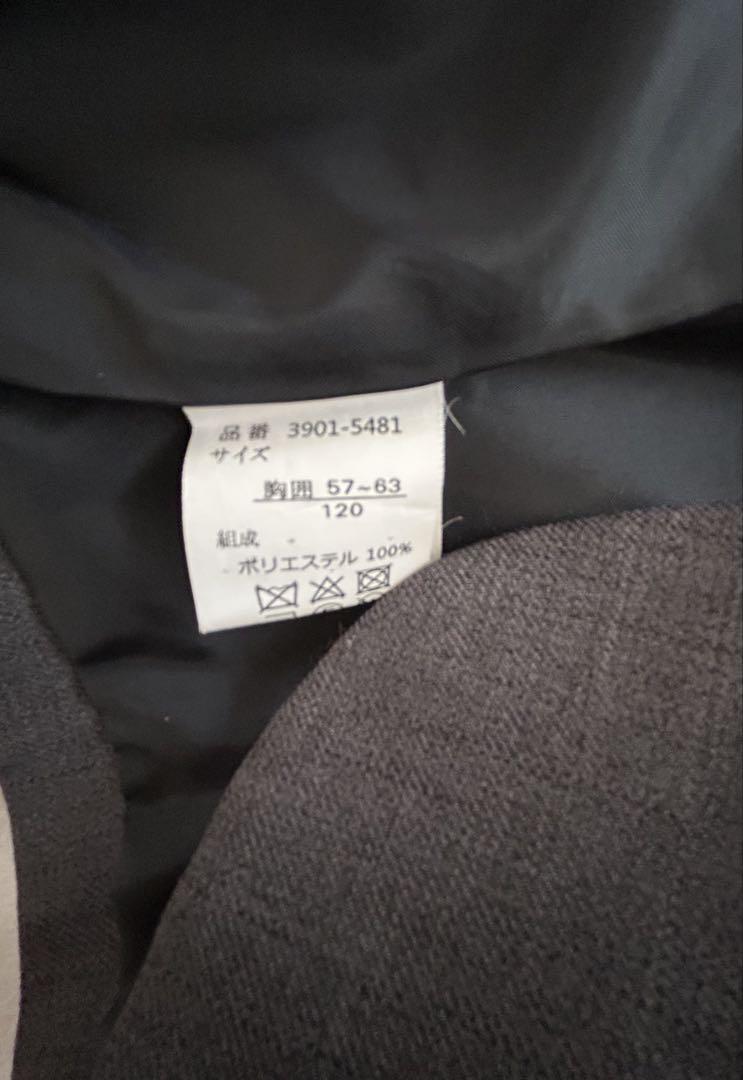 品番 3901-5481
サイズ
胸囲 57~63
120
組成
ポリエステル 100%